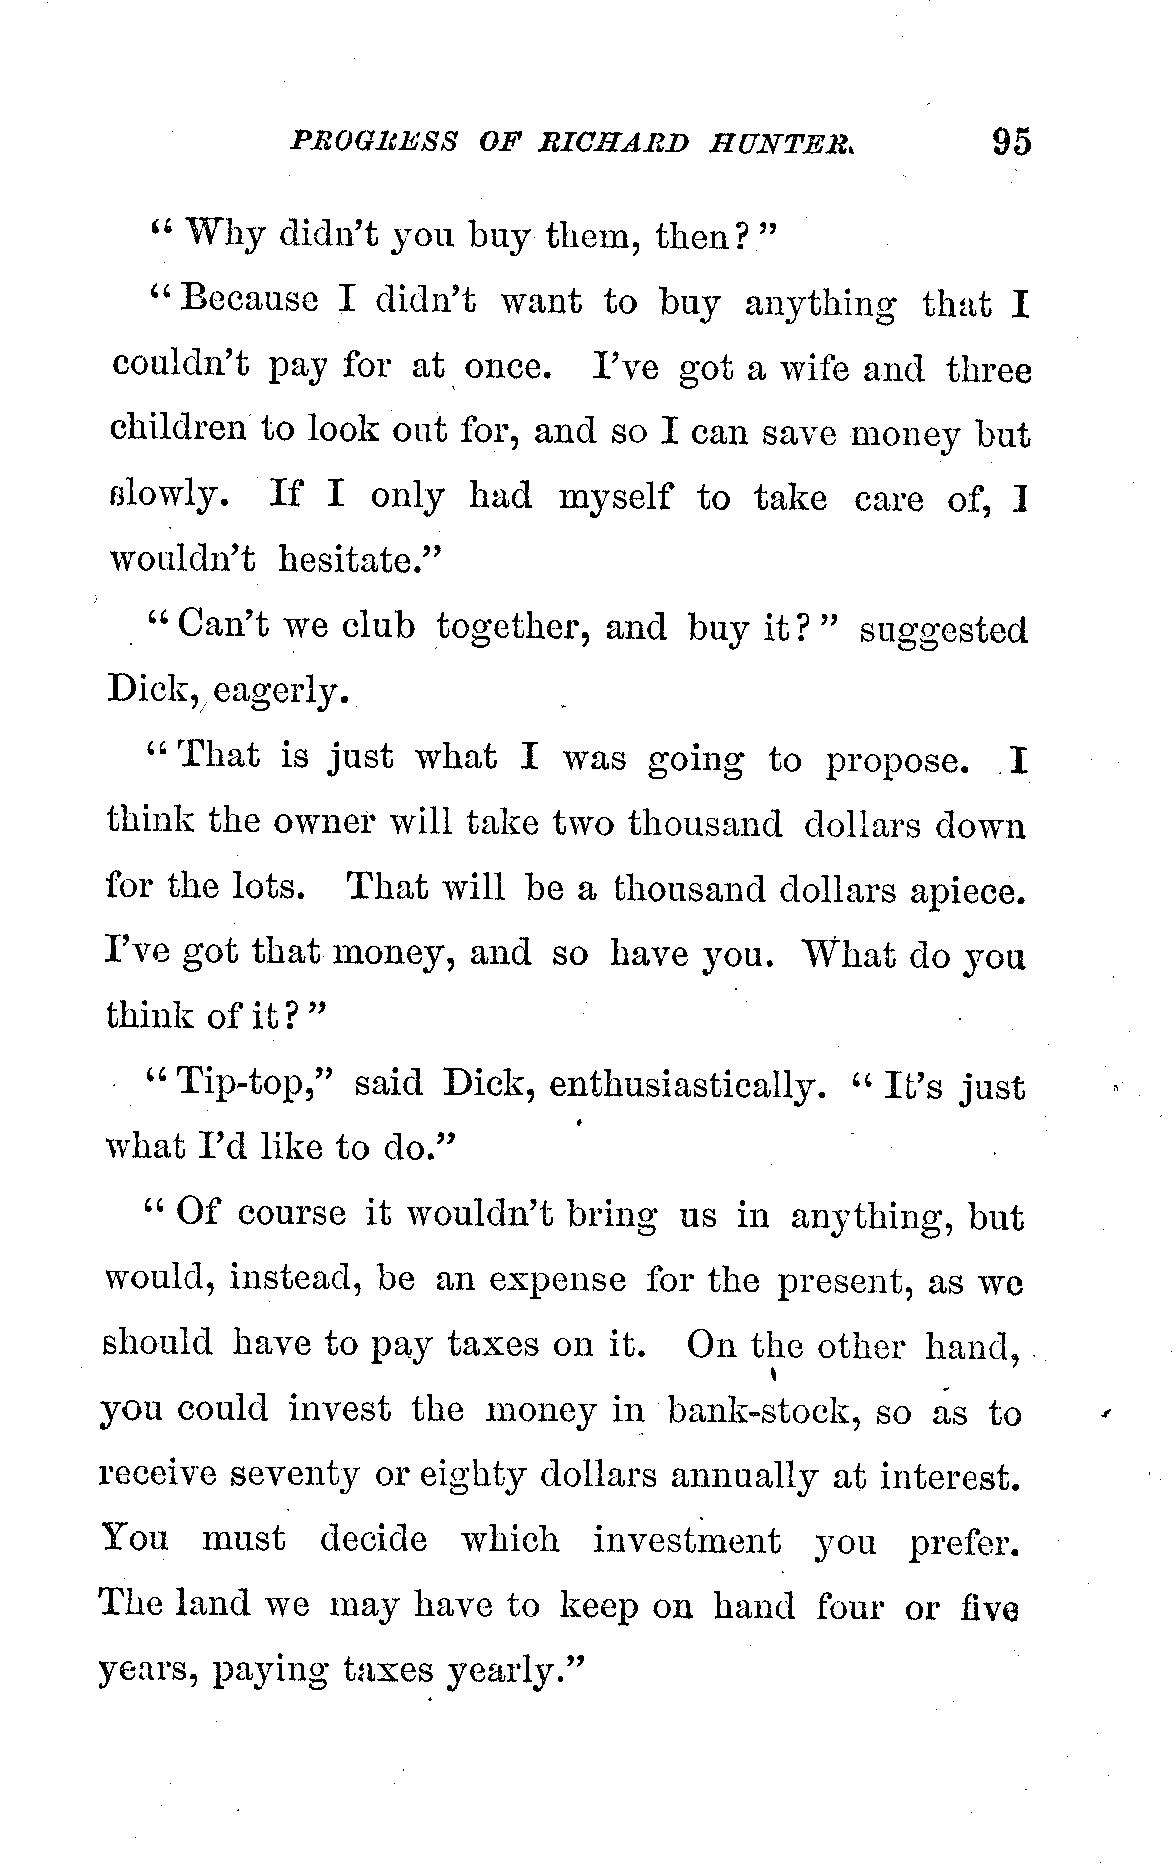 PROGRESS OF RICHARD HUNTER. 95
“Why didn’t you buy them, then?”
“Because I didn’t want to buy anything that I
couldn’t pay for at once. I’ve got a wife and three
children to look out for, and so I can save money but
slowly. If I only had myself to take care of, I
wouldn’t hesitate.”
“Can’t we club together, and buy it?” suggested
Dick, eagerly.
“That is just what I was going to propose. I
think the owner will take two thousand dollars down
for the lots. That will be a thousand dollars apiece.
I’ve got that money, and so have you. What do you
think of it?”
“Tip-top,” said Dick, enthusiastically. “It’s just
what I’d like to do.”
“Of course it wouldn’t bring us in anything, but
would, instead, be an expense for the present, as we
should have to pay taxes on it. On the other hand,
you could invest the money in bank-stock, so as to
receive seventy or eighty dollars annually at interest.
You must decide which investment you prefer.
The land we may have to keep on hand four or five
years, paying taxes yearly.”